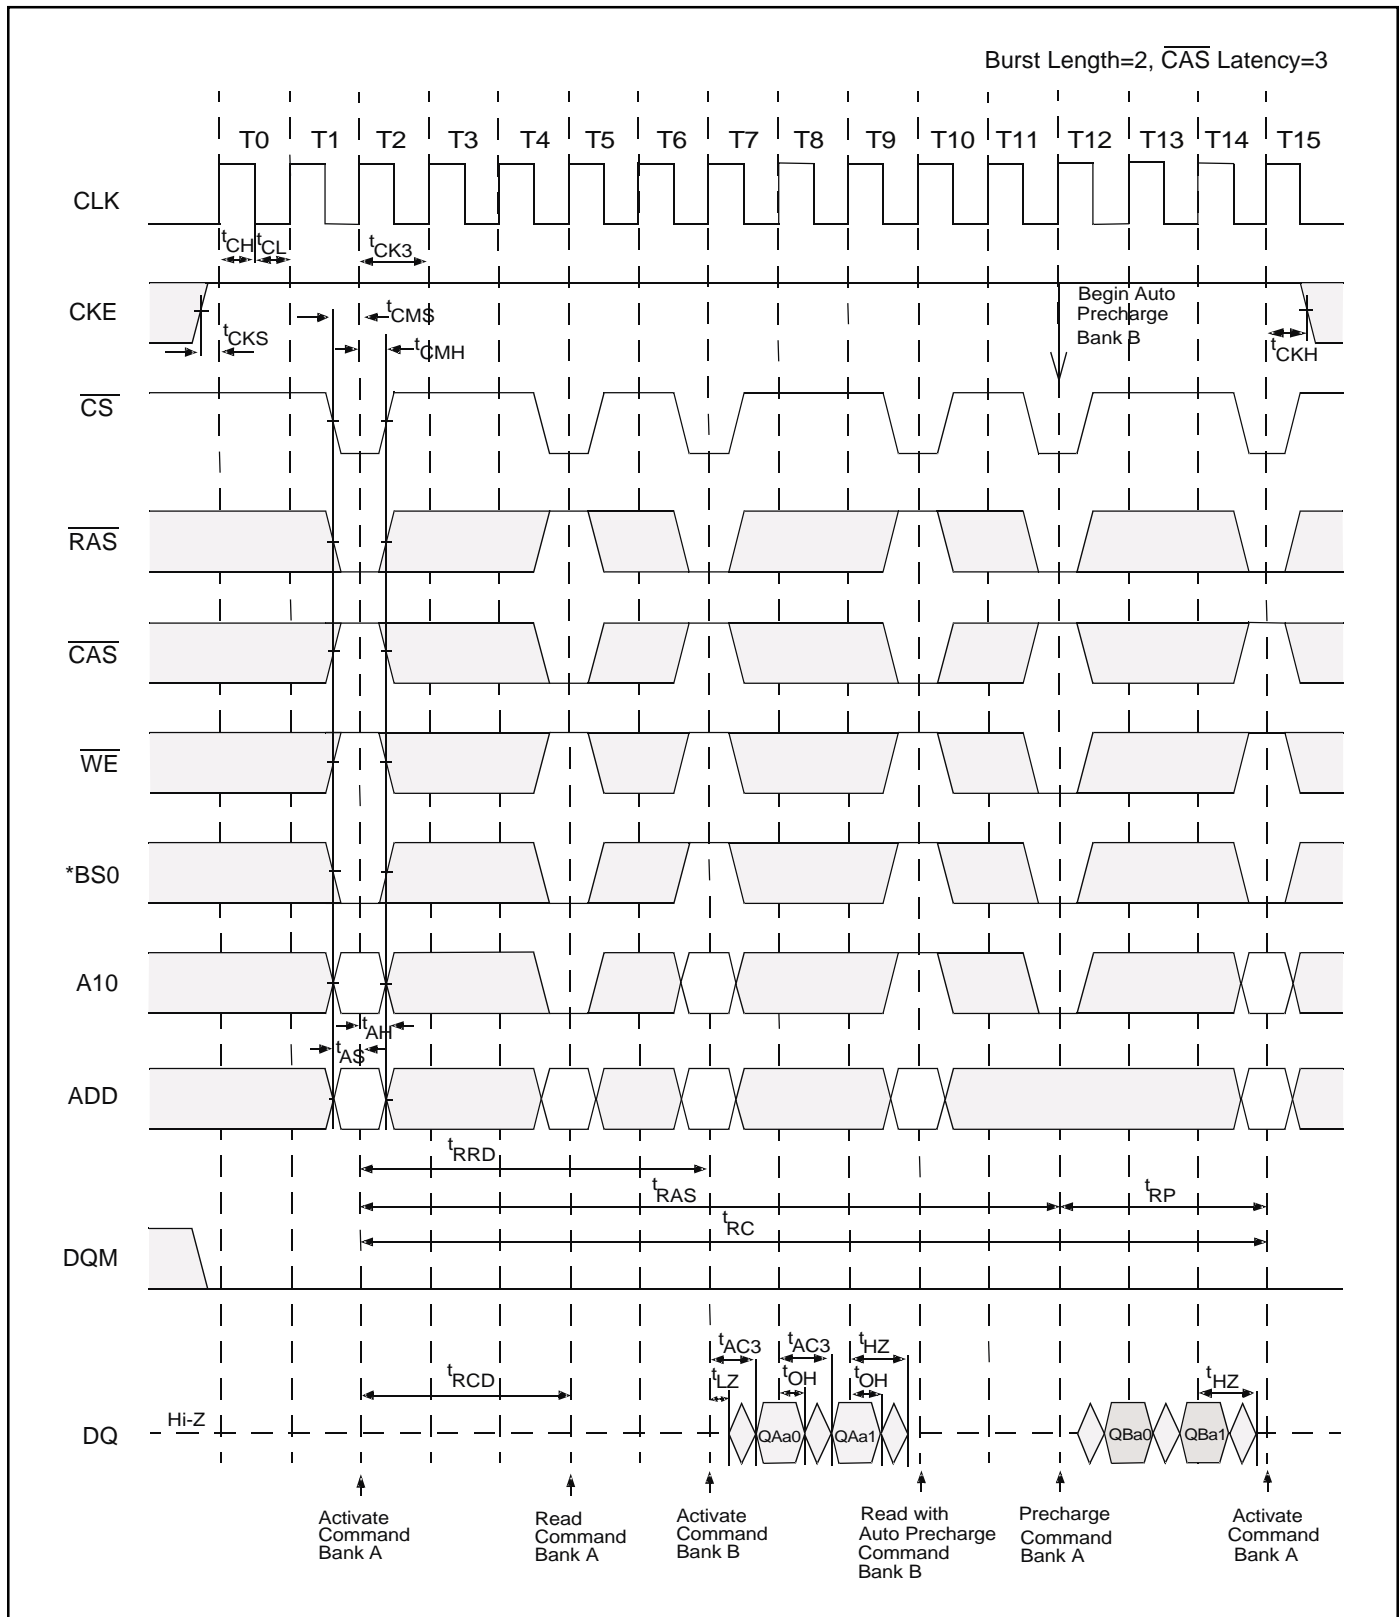 Burst Length=2, CAS Latency=3
T0 T1 T2 T3 T4 T5 T6 T7 T8 T9 T10 T11 T12 T13 T14 T15
CLK
tCH tCL tCK3
CKE
tCMS
Begin Auto
Precharge
Bank B
tCKS
tCMH
tCKH
CS
RAS
CAS
WE
*BS0
A10
tAH
tAS
ADD
tRRD
tRAS
tRP
tRC
DQM
tAC3 tAC3 tHZ
tRCD
tLZ tOH tOH
tHZ
Hi-Z
DQ
QAa0 QAa1 QBa0 QBa1
Activate
Command
Bank A
Read
Command
Bank A
Activate
Command
Bank B
Read with
Auto Precharge
Command
Bank B
Precharge
Command
Bank A
Activate
Command
Bank A